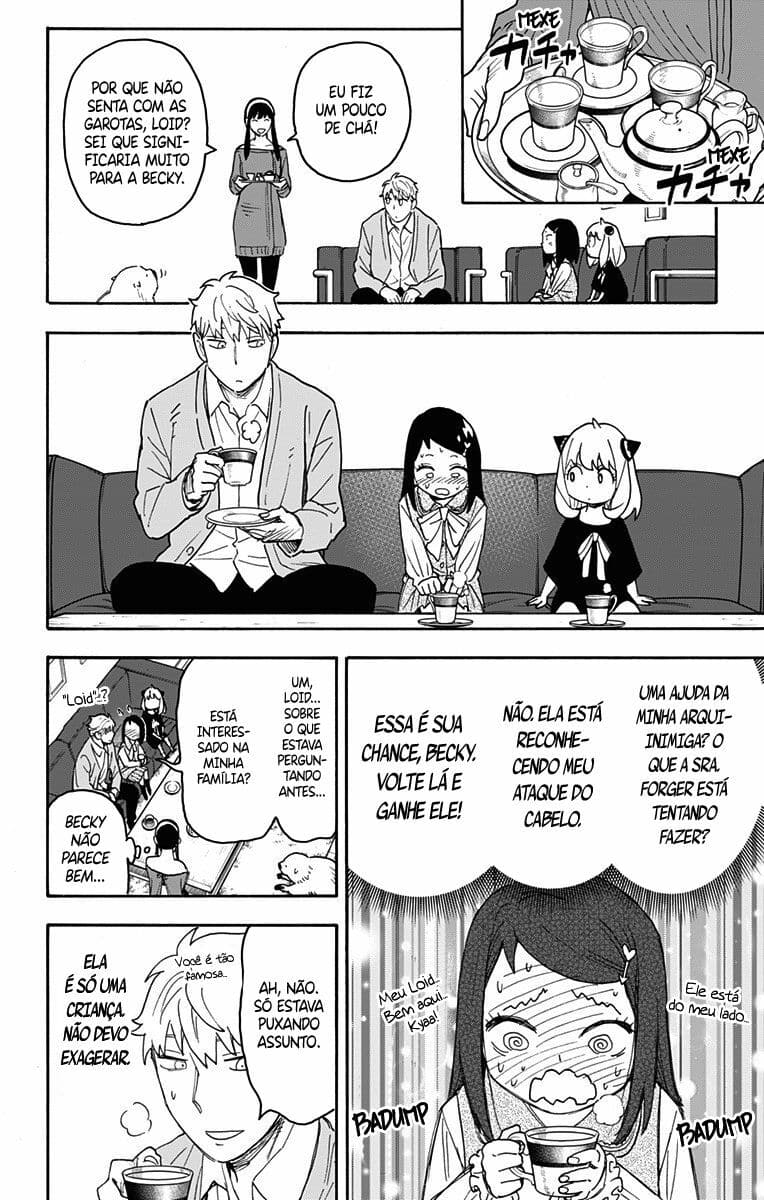 MEXE
カチャ
MEXE
カチャ
EU FIZ
UM POUCO
DE CHÁ!
POR QUE NÃO
SENTA COM AS
GAROTAS, LOID?
SEI QUE SIGNI-
FICARIA MUITO
PARA A BECKY.
UMA AJUDA DA
MINHA ARQUI-
INIMIGA? O
QUE A SRA.
FORGER ESTÁ
TENTANDO
FAZER?
NÃO. ELA ESTÁ
RECONHE-
CENDO MEU
ATAQUE DO
CABELO.
ESSA É SUA
CHANCE, BECKY.
VOLTE LÁ E
GANHE ELE!
Ele está
do meu lado...
Meu Loid...
Bem aqui...
Kyaa!
BADUMP
BADUMP
UM,
LOID...
SOBRE
O QUE
ESTAVA
PERGUN-
TANDO
ANTES...
ESTÁ
INTERES-
SADO NA
MINHA
FAMÍLIA?
"Loid"..?
BECKY
NÃO
PARECE
BEM...
AH, NÃO.
SÓ ESTAVA
PUXANDO
ASSUNTO.
Você é tão
famosa...
ELA
É SÓ UMA
CRIANÇA.
NÃO DEVO
EXAGERAR.